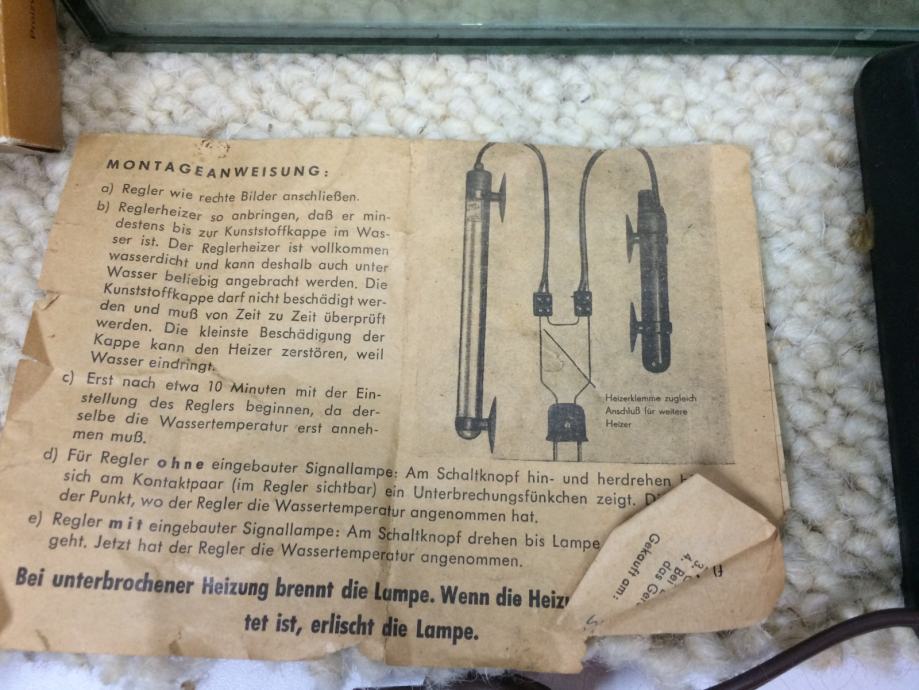 MONTAGEANWEISUNG:
a) Regler wie rechte Bilder anschließen.
b) Reglerheizer so anbringen, daß er min-
destens bis zur Kunststoffkappe im Was-
ser ist. Der Reglerheizer ist vollkommen
wasserdicht und kann deshalb auch unter
Wasser beliebig angebracht werden. Die
Kunststoffkappe darf nicht beschädigt wer-
den und muß von Zeit zu Zeit überprüft
werden. Die kleinste Beschädigung der
Kappe kann den Heizer zerstören, weil
Wasser eindringt.
c) Erst nach etwa 10 Minuten mit der Ein-
stellung des Reglers beginnen, da der-
selbe die Wassertemperatur erst anneh-
men muß.
Heizerklemme zugleich
Anschluß für weitere
Heizer
d) Für Regler ohne eingebauter Signallampe: Am Schaltknopf hin- und herdrehen
sich am Kontaktpaar (im Regler sichtbar) ein Unterbrechungsfünkchen zeigt.
der Punkt, wo der Regler die Wassertemperatur angenommen hat.
e) Regler mit eingebauter Signallampe: Am Schaltknopf drehen bis Lampe
geht. Jetzt hat der Regler die Wassertemperatur angenommen.
Bei unterbrochener Heizung brennt die Lampe. Wenn die
tet ist, erlischt die Lampe.
3.
4. Bei
das
Gekauft am: